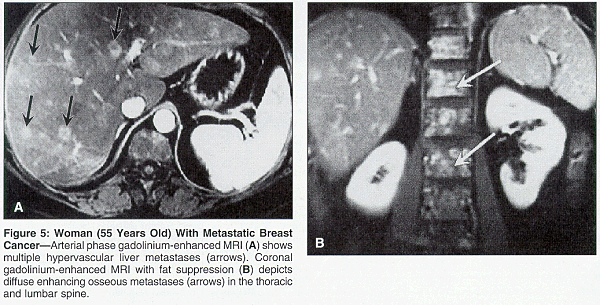 A
B
Figure 5: Woman (55 Years Old) With Metastatic Breast
Cancer—Arterial phase gadolinium-enhanced MRI (A) shows
multiple hypervascular liver metastases (arrows). Coronal
gadolinium-enhanced MRI with fat suppression (B) depicts
diffuse enhancing osseous metastases (arrows) in the thoracic
and lumbar spine.